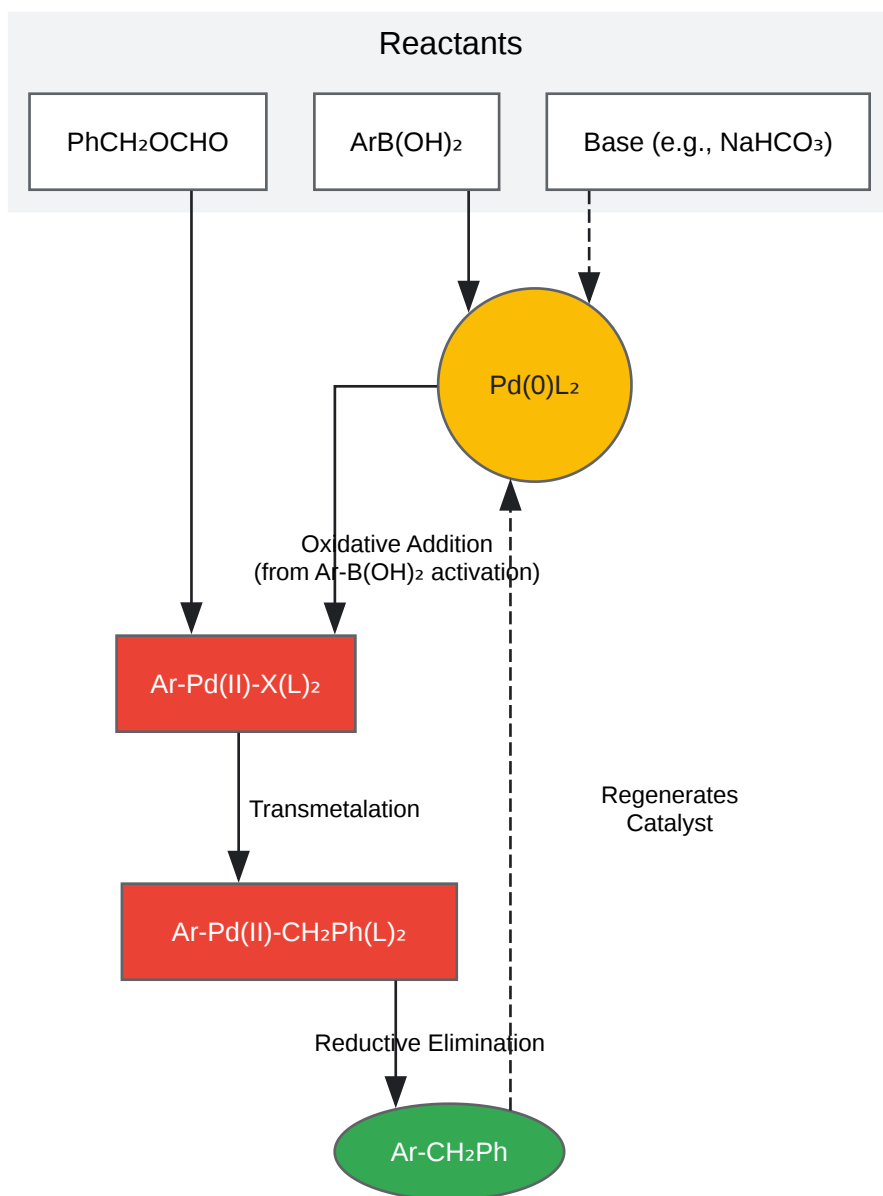 Reactants
PhCH₂OCHO
ArB(OH)₂
Base (e.g., NaHCO₃)
Pd(0)L₂
Oxidative Addition
(from Ar-B(OH)₂ activation)
Ar-Pd(II)-X(L)₂
Transmetalation
Regenerates
Catalyst
Ar-Pd(II)-CH₂Ph(L)₂
Reductive Elimination
Ar-CH₂Ph